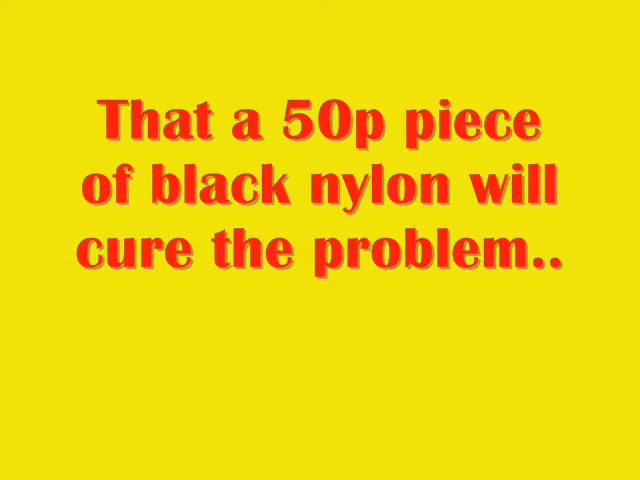 That a 50p piece
of black nylon will
cure the problem..